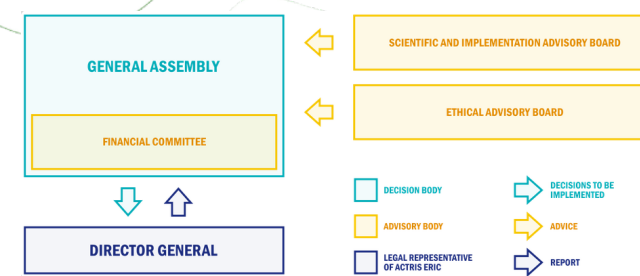 SCIENTIFIC AND IMPLEMENTATION ADVISORY BOARD
GENERAL ASSEMBLY
ETHICAL ADVISORY BOARD
FINANCIAL COMMITTEE
DECISION BODY
DECISIONS TO BE
IMPLEMENTED
ADVISORY BODY
ADVICE
DIRECTOR GENERAL
LEGAL REPRESENTATIVE
OF ACTRIS ERIC
REPORT